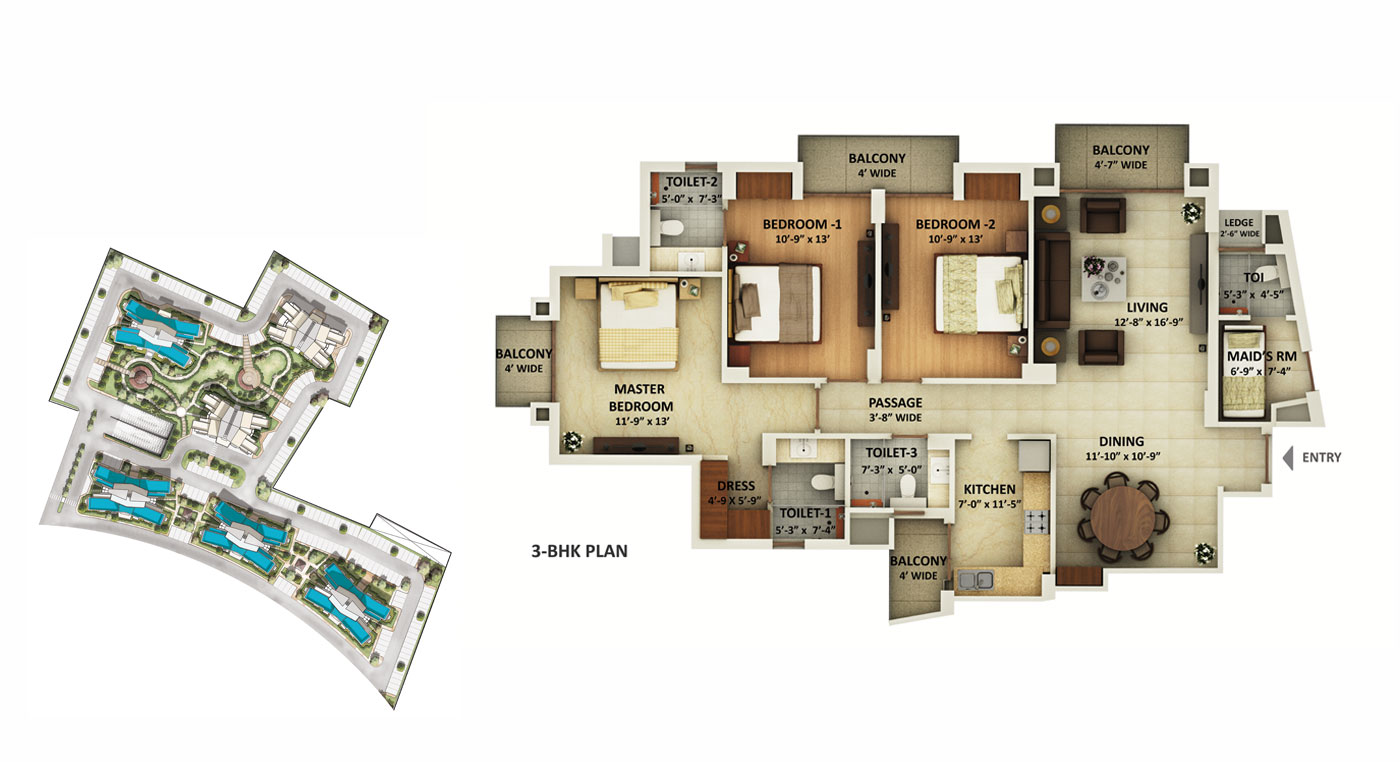 BALCONY
4'-7" WIDE
BALCONY
4' WIDE
TOILET-2
5'-0" x 7'-3"
BEDROOM -1
10'-9" x 13'
BEDROOM -2
10'-9" x 13'
LEDGE
2'-6" WIDE
TOI
5'-3" x 4'-5"
LIVING
12'-8" x 16'-9"
BALCONY
4' WIDE
MAID'S RM
6'-9" x 7'-4"
MASTER
BEDROOM
11'-9" x 13'
PASSAGE
3'-8" WIDE
DINING
11'-10" x 10'-9"
ENTRY
TOILET-3
7'-3" x 5'-0"
DRESS
4'-9 X 5'-9"
KITCHEN
7'-0" x 11'-5"
TOILET-1
5'-3" x 7'-4"
3-BHK PLAN
BALCONY
4' WIDE